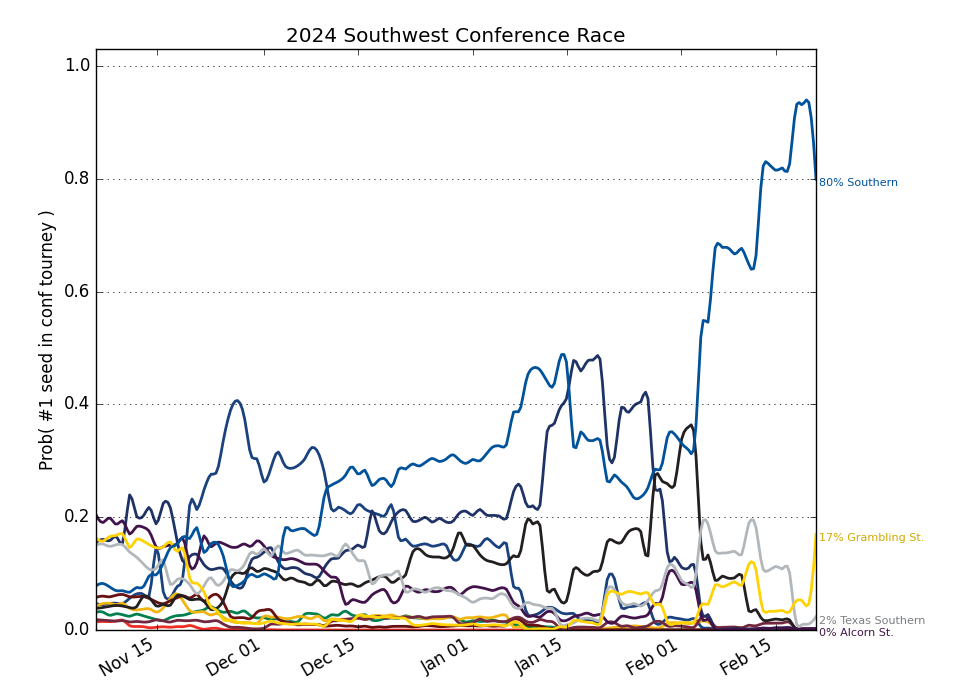 2024 Southwest Conference Race
Prob( #1 seed in conf tourney )
1.0
0.8
0.6
0.4
0.2
0.0
Nov 15
Dec 01
Dec 15
Jan 01
Jan 15
Feb 01
Feb 15
80% Southern
17% Grambling St.
2% Texas Southern
0% Alcorn St.